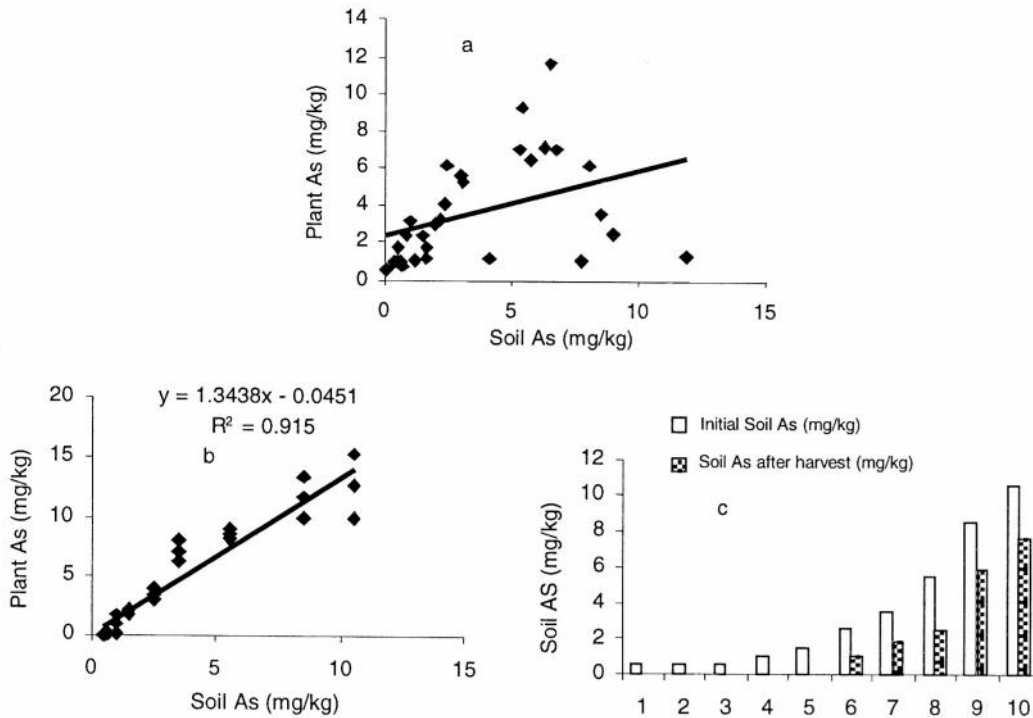 14
12
10
8
6
4
2
0
a
Plant As (mg/kg)
0 5 10 15
Soil As (mg/kg)
y = 1.3438x - 0.0451
R² = 0.915
b
20
15
10
5
0
Plant As (mg/kg)
0 5 10 15
Soil As (mg/kg)
Initial Soil As (mg/kg)
Soil As after harvest (mg/kg)
c
12
10
8
6
4
2
0
Soil AS (mg/kg)
1 2 3 4 5 6 7 8 9 10